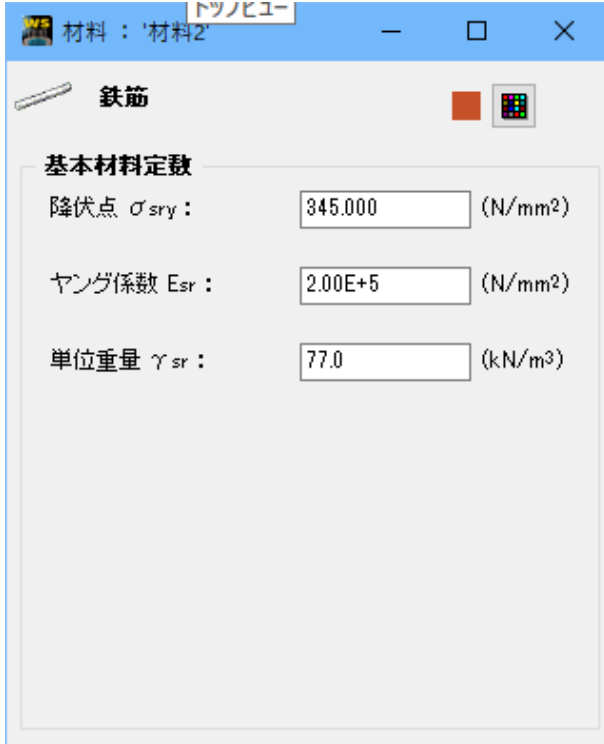 トップビュー
WS 材料 : '材料2'
鉄筋
基本材料定数
降伏点 σsry: 345.000 (N/mm2)
ヤング係数 Esr: 2.00E+5 (N/mm2)
単位重量 γsr: 77.0 (kN/m3)